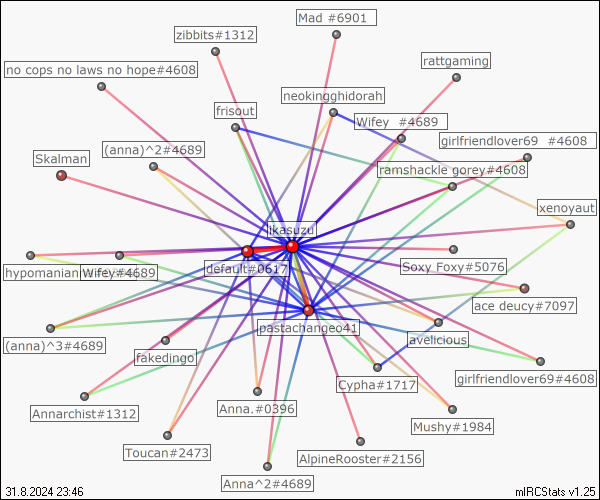 Mad #6901
zibbits#1312
rattgaming
no cops no laws no hope#4608
neokingghidorah
frisout
Wifey #4689
girlfriendlover69 #4608
(anna)^2#4689
Skalman
ramshackle gorey#4608
xenoyaut
ikasuzu
default#0617
Soxy Foxy#5076
hypomanian
#4689
ace deucy#7097
pastachangeo41
(anna)^3#4689
fakedingo
avelicious
Cypha#1717
girlfriendlover69#4608
Annarchist#1312
Anna.#0396
Mushy#1984
Toucan#2473
AlpineRooster#2156
Anna^2#4689
31.8.2024 23:46
mIRCStats v1.25